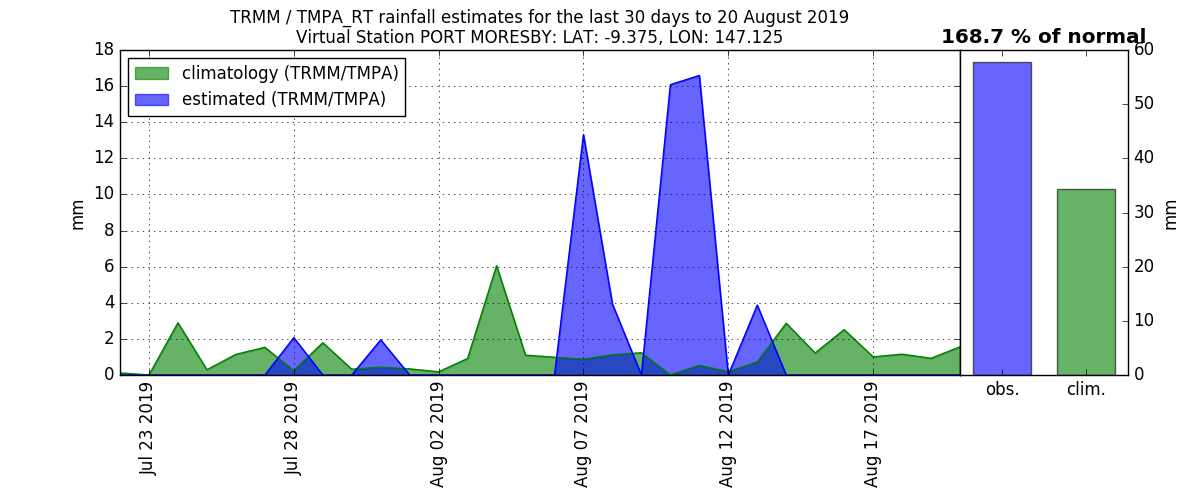 TRMM / TMPA_RT rainfall estimates for the last 30 days to 20 August 2019
Virtual Station PORT MORESBY: LAT: -9.375, LON: 147.125
168.7 % of normal
climatology (TRMM/TMPA)
estimated (TRMM/TMPA)
mm
18
16
14
12
10
8
6
4
2
0
Jul 23 2019
Jul 28 2019
Aug 02 2019
Aug 07 2019
Aug 12 2019
Aug 17 2019
60
50
40
30
20
10
0
mm
obs.
clim.